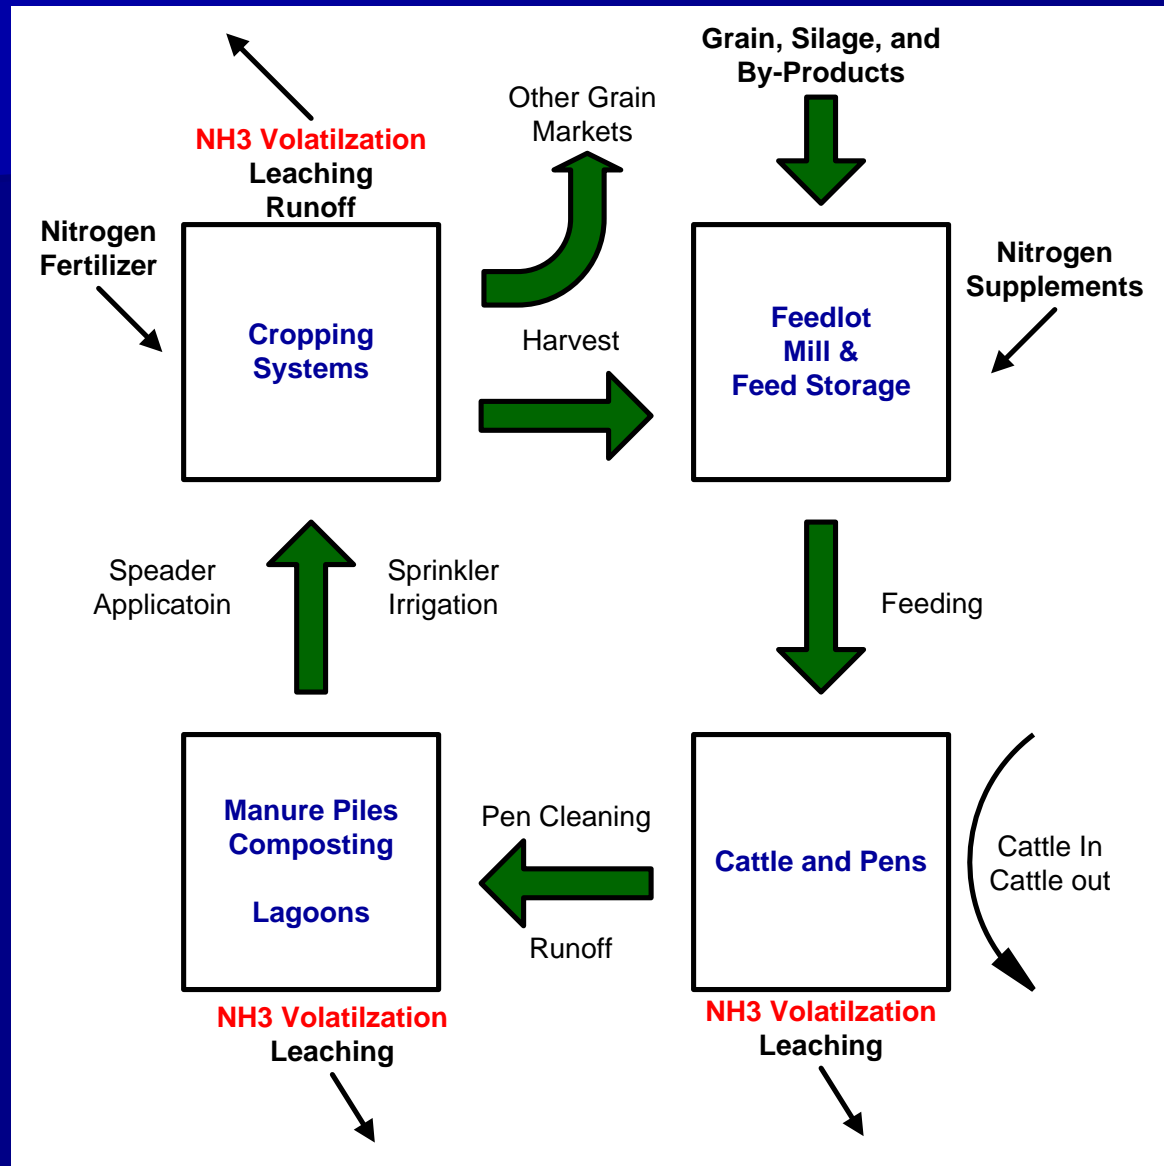 Grain, Silage, and
By-Products
Other Grain
Markets
NH3 Volatilzation
Leaching
Runoff
Nitrogen
Fertilizer
Nitrogen
Supplements
Cropping
Systems
Harvest
Feedlot
Mill &
Feed Storage
Speader
Applicatoin
Sprinkler
Irrigation
Feeding
Manure Piles
Composting
Lagoons
Pen Cleaning
Runoff
Cattle and Pens
Cattle In
Cattle out
NH3 Volatilzation
Leaching
NH3 Volatilzation
Leaching